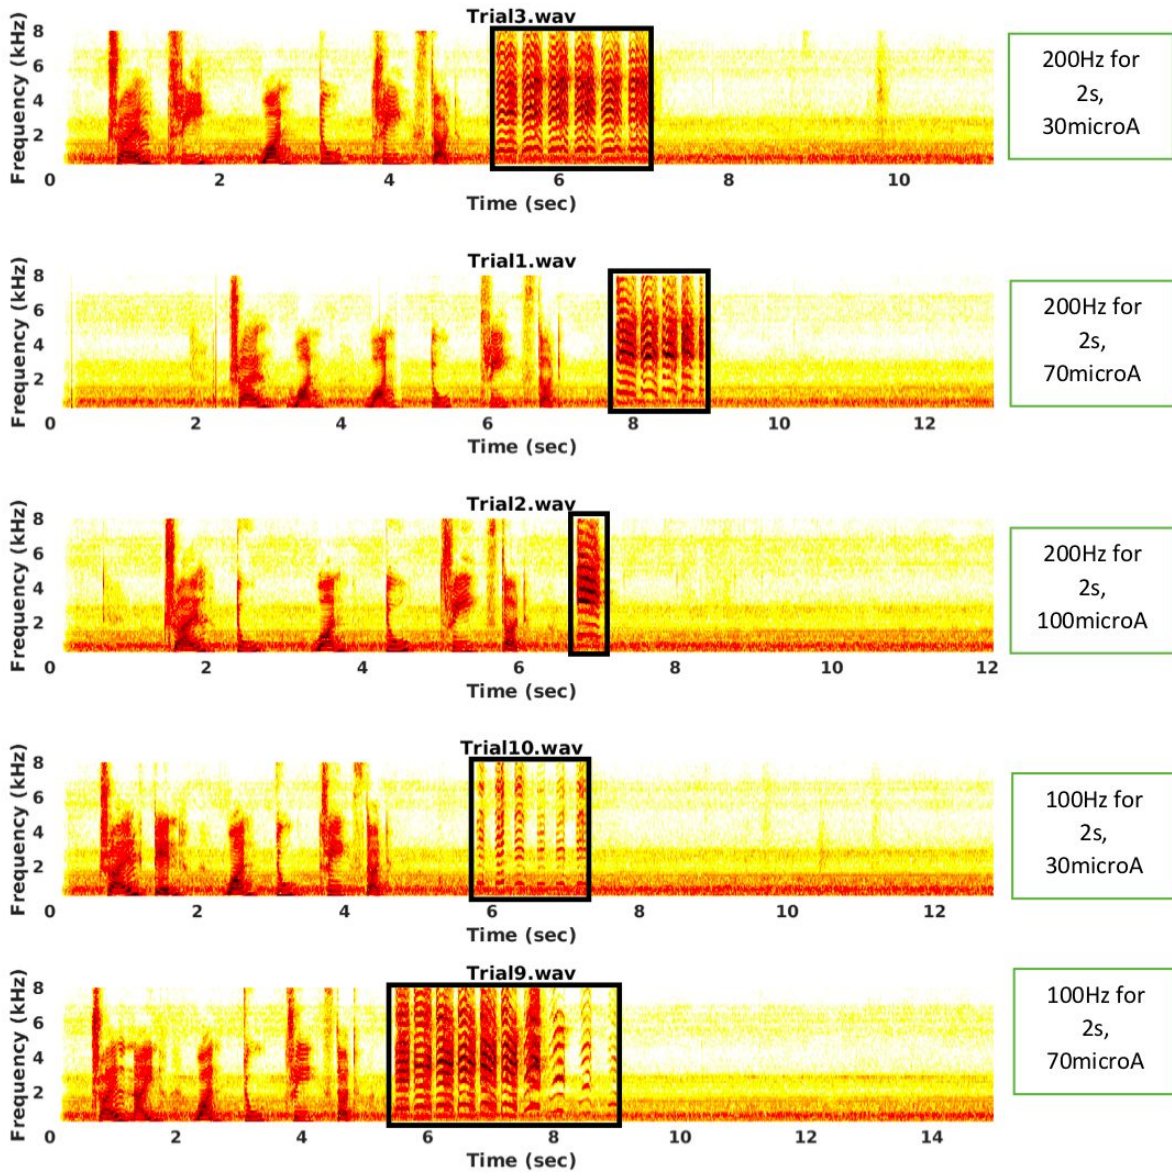 Trial3.wav
Frequency (kHz)
8
6
4
2
0 2 4 6 8 10
Time (sec)
200Hz for
2s,
30microA
Trial1.wav
Frequency (kHz)
8
6
4
2
0 2 4 6 8 10 12
Time (sec)
200Hz for
2s,
70microA
Trial2.wav
Frequency (kHz)
8
6
4
2
0 2 4 6 8 10 12
Time (sec)
200Hz for
2s,
100microA
Trial10.wav
Frequency (kHz)
8
6
4
2
0 2 4 6 8 10 12
Time (sec)
100Hz for
2s,
30microA
Trial9.wav
Frequency (kHz)
8
6
4
2
0 2 4 6 8 10 12 14
Time (sec)
100Hz for
2s,
70microA